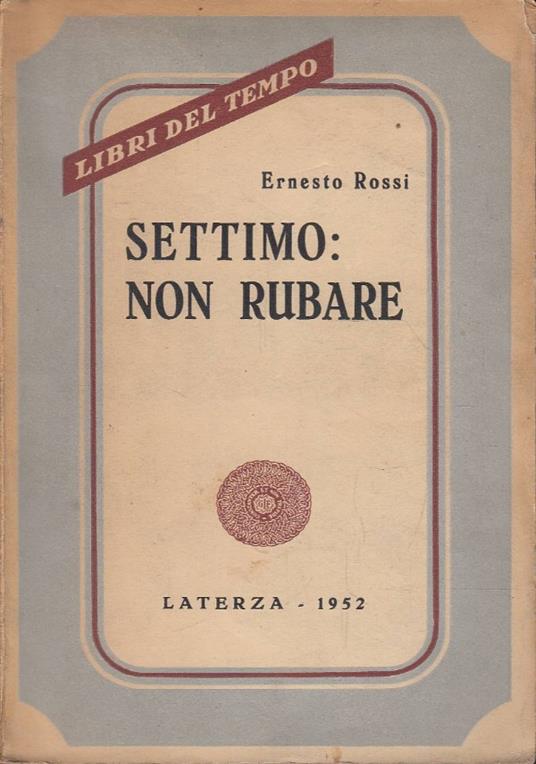 LIBRI DEL TEMPO
Ernesto Rossi
SETTIMO:
NON RUBARE
LATERZA - 1952